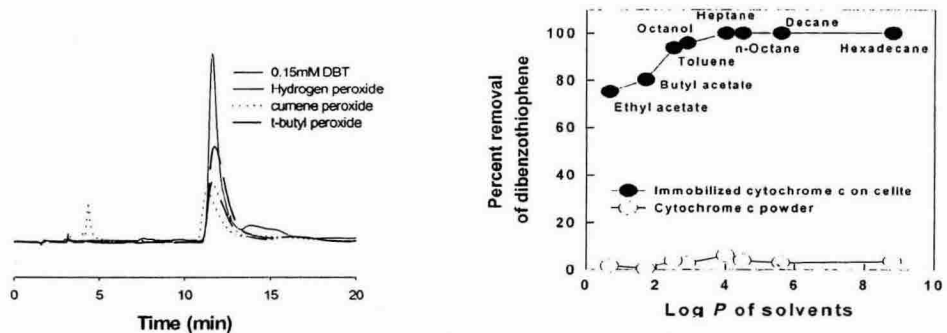 0.15mM DBT
Hydrogen peroxide
cumene peroxide
t-butyl peroxide
0 5 10 15 20
Time (min)
Percent removal
of dibenzothiophene
100
80
60
40
20
0
Heptane
Decane
Octanol
n-Octane
Hexadecane
Toluene
Butyl acetate
Ethyl acetate
Immobilized cytochrome c on celite
Cytochrome c powder
0 2 4 6 8 10
Log P of solvents